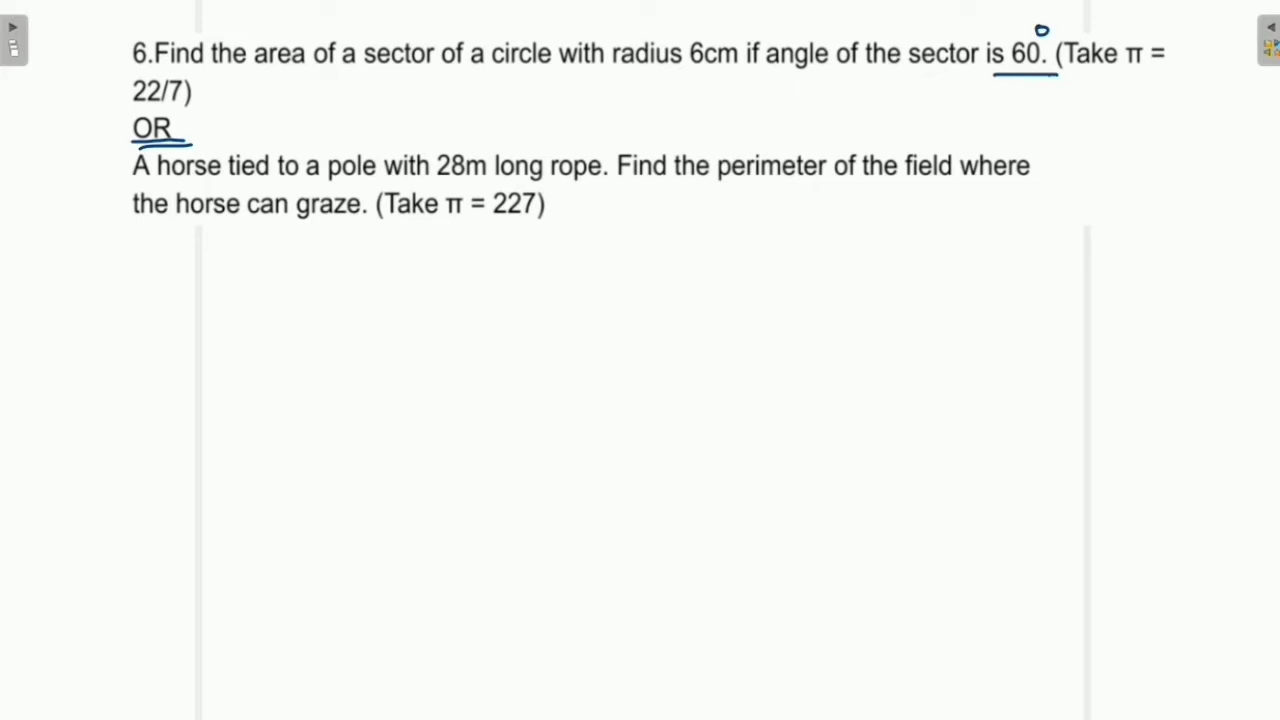 6.Find the area of a sector of a circle with radius 6cm if angle of the sector is 60°. (Take π =
22/7)
OR
A horse tied to a pole with 28m long rope. Find the perimeter of the field where
the horse can graze. (Take π = 227)